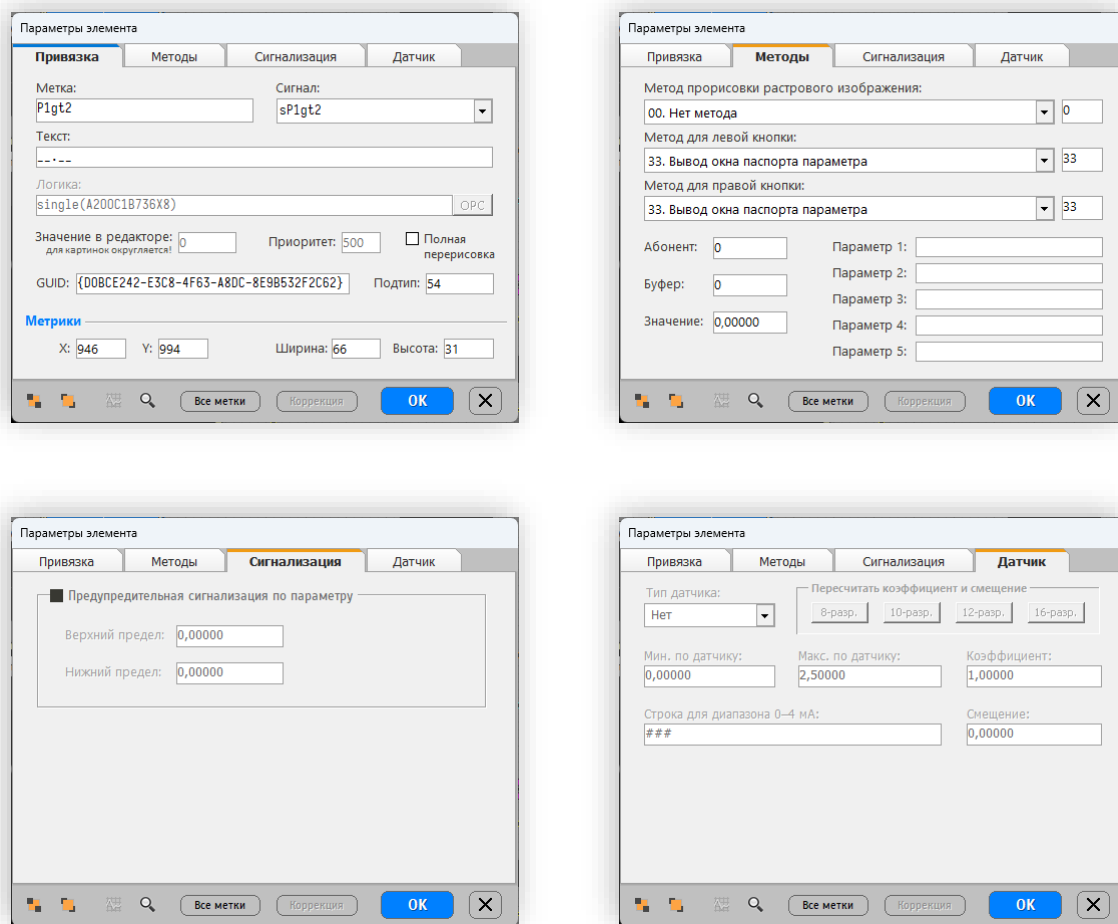 Параметры элемента
Привязка Методы Сигнализация Датчик
Метка: Сигнал:
P1gt2 sP1gt2
Текст:
--.--
Логика:
single(A200C1B736X8) OPC
Значение в редакторе: 0 Приоритет: 500 Полная
для картинок округляется! перерисовка
GUID: {D0BCE242-E3C8-4F63-A8DC-8E9B532F2C62} Подтип: 54
Метрики
X: 946 Y: 994 Ширина: 66 Высота: 31
Все метки Коррекция OK
Параметры элемента
Привязка Методы Сигнализация Датчик
Метод прорисовки растрового изображения:
00. Нет метода 0
Метод для левой кнопки:
33. Вывод окна паспорта параметра 33
Метод для правой кнопки:
33. Вывод окна паспорта параметра 33
Абонент: 0 Параметр 1:
Параметр 2:
Буфер: 0
Параметр 3:
Значение: 0,00000 Параметр 4:
Параметр 5:
Все метки Коррекция OK
Параметры элемента
Привязка Методы Сигнализация Датчик
Предупредительная сигнализация по параметру
Верхний предел: 0,00000
Нижний предел: 0,00000
Все метки Коррекция OK
Параметры элемента
Привязка Методы Сигнализация Датчик
Тип датчика: Пересчитать коэффициент и смещение
Нет 8-разр. 10-разр. 12-разр. 16-разр.
Мин. по датчику: Макс. по датчику: Коэффициент:
0,00000 2,50000 1,00000
Строка для диапазона 0–4 мА: Смещение:
### 0,00000
Все метки Коррекция OK